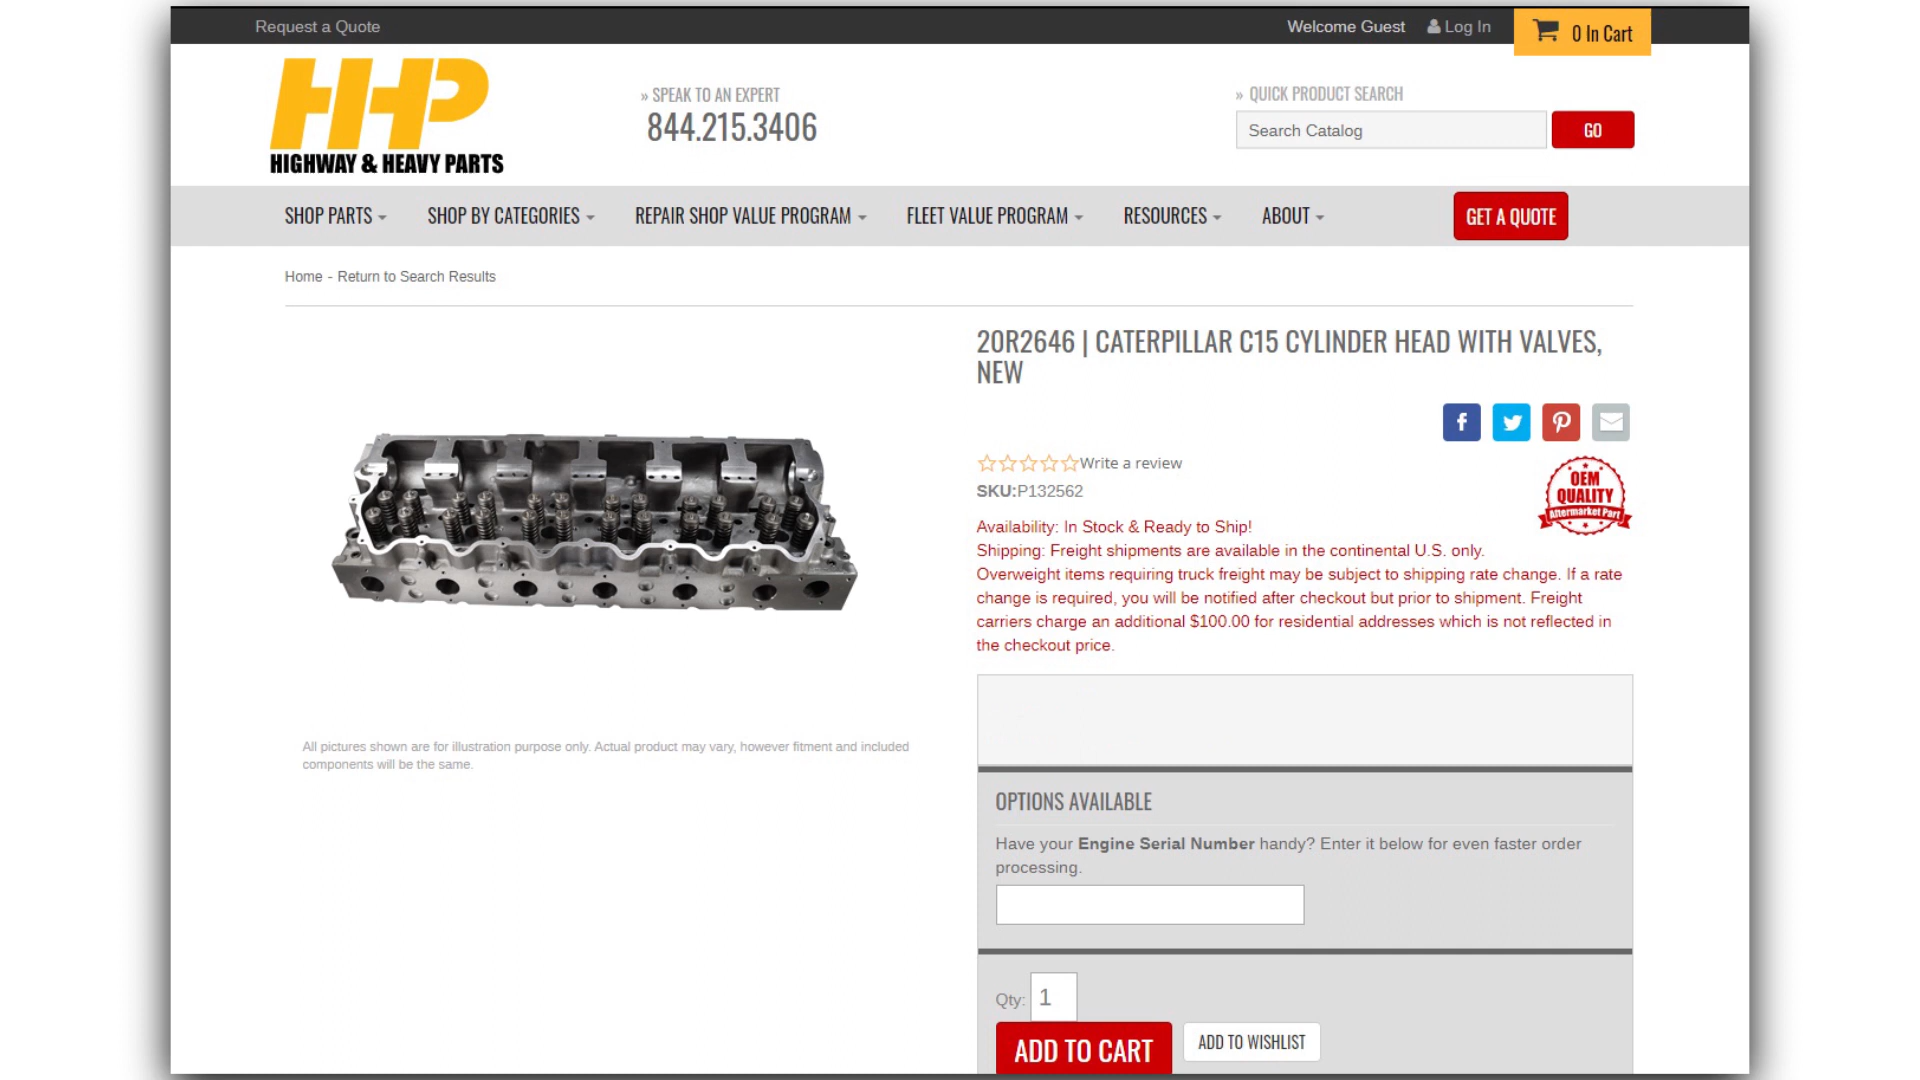 Request a Quote
Welcome Guest
Log In
0 In Cart
HHP
HIGHWAY & HEAVY PARTS
» SPEAK TO AN EXPERT
844.215.3406
» QUICK PRODUCT SEARCH
Search Catalog
GO
SHOP PARTS
SHOP BY CATEGORIES
REPAIR SHOP VALUE PROGRAM
FLEET VALUE PROGRAM
RESOURCES
ABOUT
GET A QUOTE
Home - Return to Search Results
20R2646 | CATERPILLAR C15 CYLINDER HEAD WITH VALVES,
NEW
Write a review
SKU:P132562
OEM
QUALITY
Aftermarket Part
Availability: In Stock & Ready to Ship!
Shipping: Freight shipments are available in the continental U.S. only.
Overweight items requiring truck freight may be subject to shipping rate change. If a rate
change is required, you will be notified after checkout but prior to shipment. Freight
carriers charge an additional $100.00 for residential addresses which is not reflected in
the checkout price.
All pictures shown are for illustration purpose only. Actual product may vary, however fitment and included
components will be the same.
OPTIONS AVAILABLE
Have your Engine Serial Number handy? Enter it below for even faster order
processing.
Qty: 1
ADD TO CART
ADD TO WISHLIST